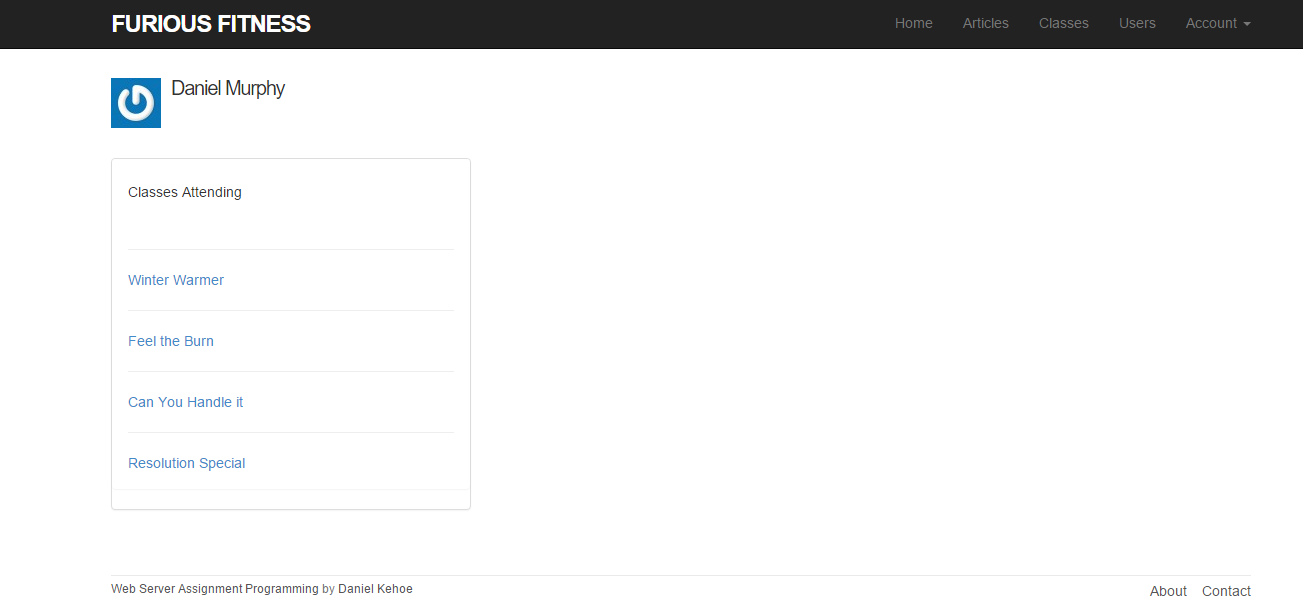 FURIOUS FITNESS
Home Articles Classes Users Account
Daniel Murphy
Classes Attending
Winter Warmer
Feel the Burn
Can You Handle it
Resolution Special
Web Server Assignment Programming by Daniel Kehoe
About Contact